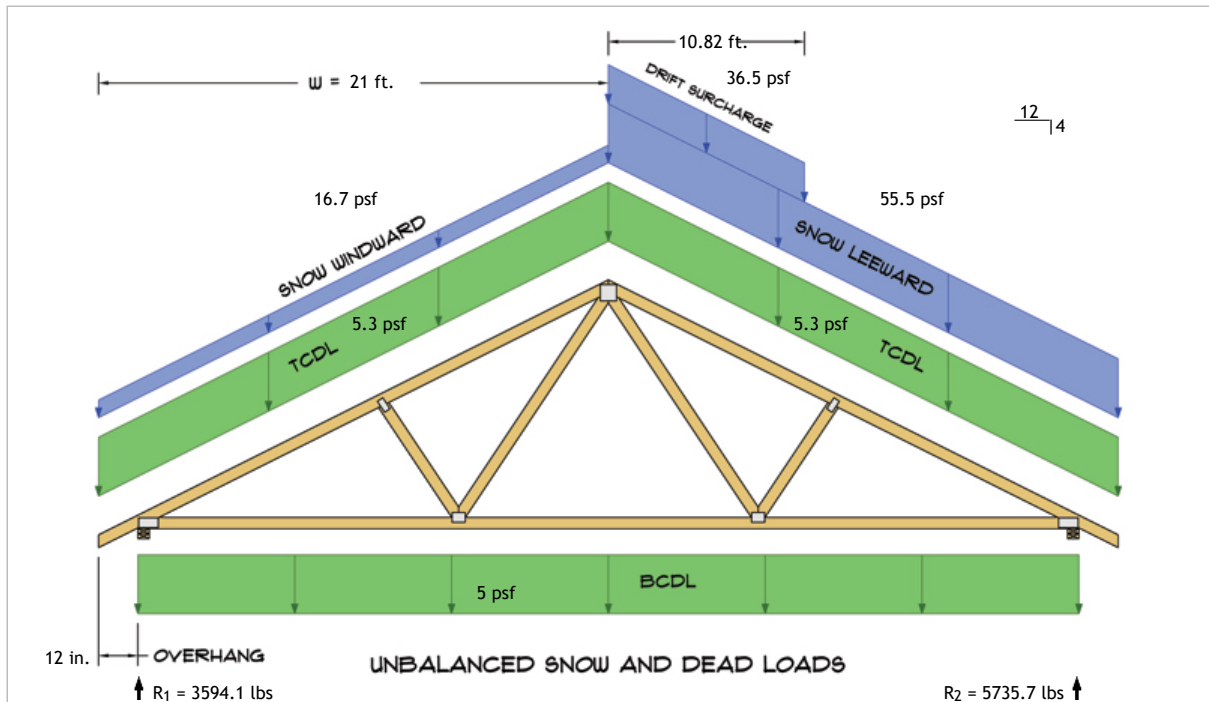 10.82 ft.
W = 21 ft.
DRIFT SURCHARGE
36.5 psf
12
4
16.7 psf
55.5 psf
SNOW WINDWARD
SNOW LEEWARD
5.3 psf
5.3 psf
TCDL
TCDL
5 psf
BCDL
12 in.
OVERHANG
UNBALANCED SNOW AND DEAD LOADS
R1 = 3594.1 lbs
R2 = 5735.7 lbs